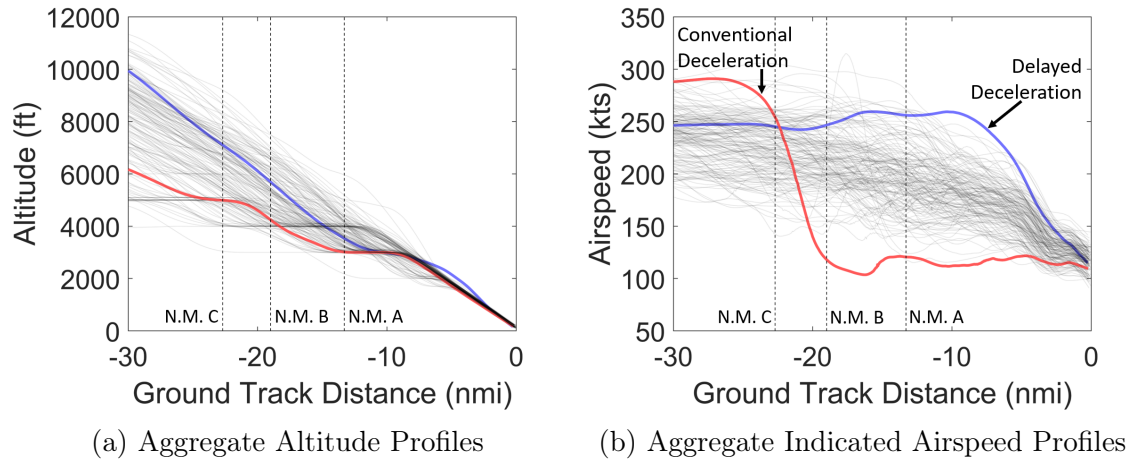 12000
10000
8000
6000
4000
2000
0
Altitude (ft)
N.M. C
N.M. B
N.M. A
-30
-20
-10
0
Ground Track Distance (nmi)
(a) Aggregate Altitude Profiles
350
300
250
200
150
100
50
Airspeed (kts)
Conventional
Deceleration
Delayed
Deceleration
N.M. C
N.M. B
N.M. A
-30
-20
-10
0
Ground Track Distance (nmi)
(b) Aggregate Indicated Airspeed Profiles